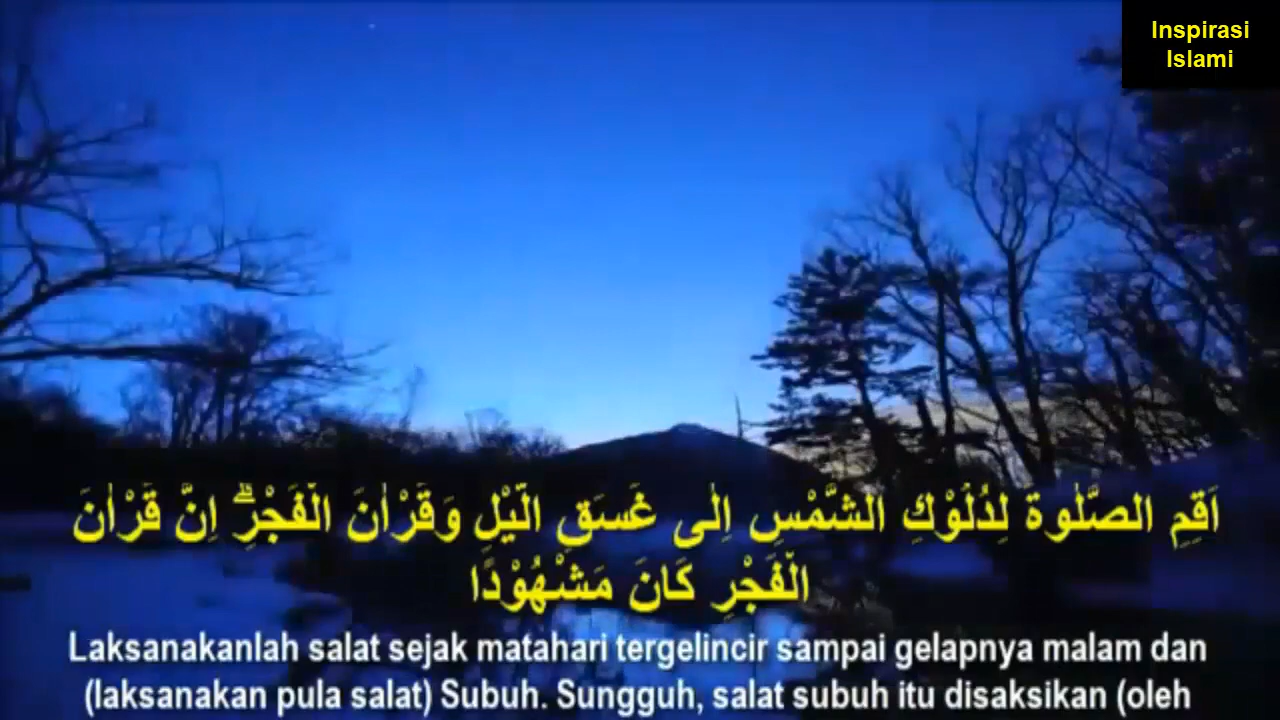 Inspirasi
Islami
اَقِمِ الصَّلٰوةَ لِدُلُوْكِ الشَّمْسِ اِلٰى غَسَقِ الَّيْلِ وَقُرْاٰنَ الْفَجْرِۗ اِنَّ قُرْاٰنَ
الْفَجْرِ كَانَ مَشْهُوْدًا
Laksanakanlah salat sejak matahari tergelincir sampai gelapnya malam dan
(laksanakan pula salat) Subuh. Sungguh, salat subuh itu disaksikan (oleh